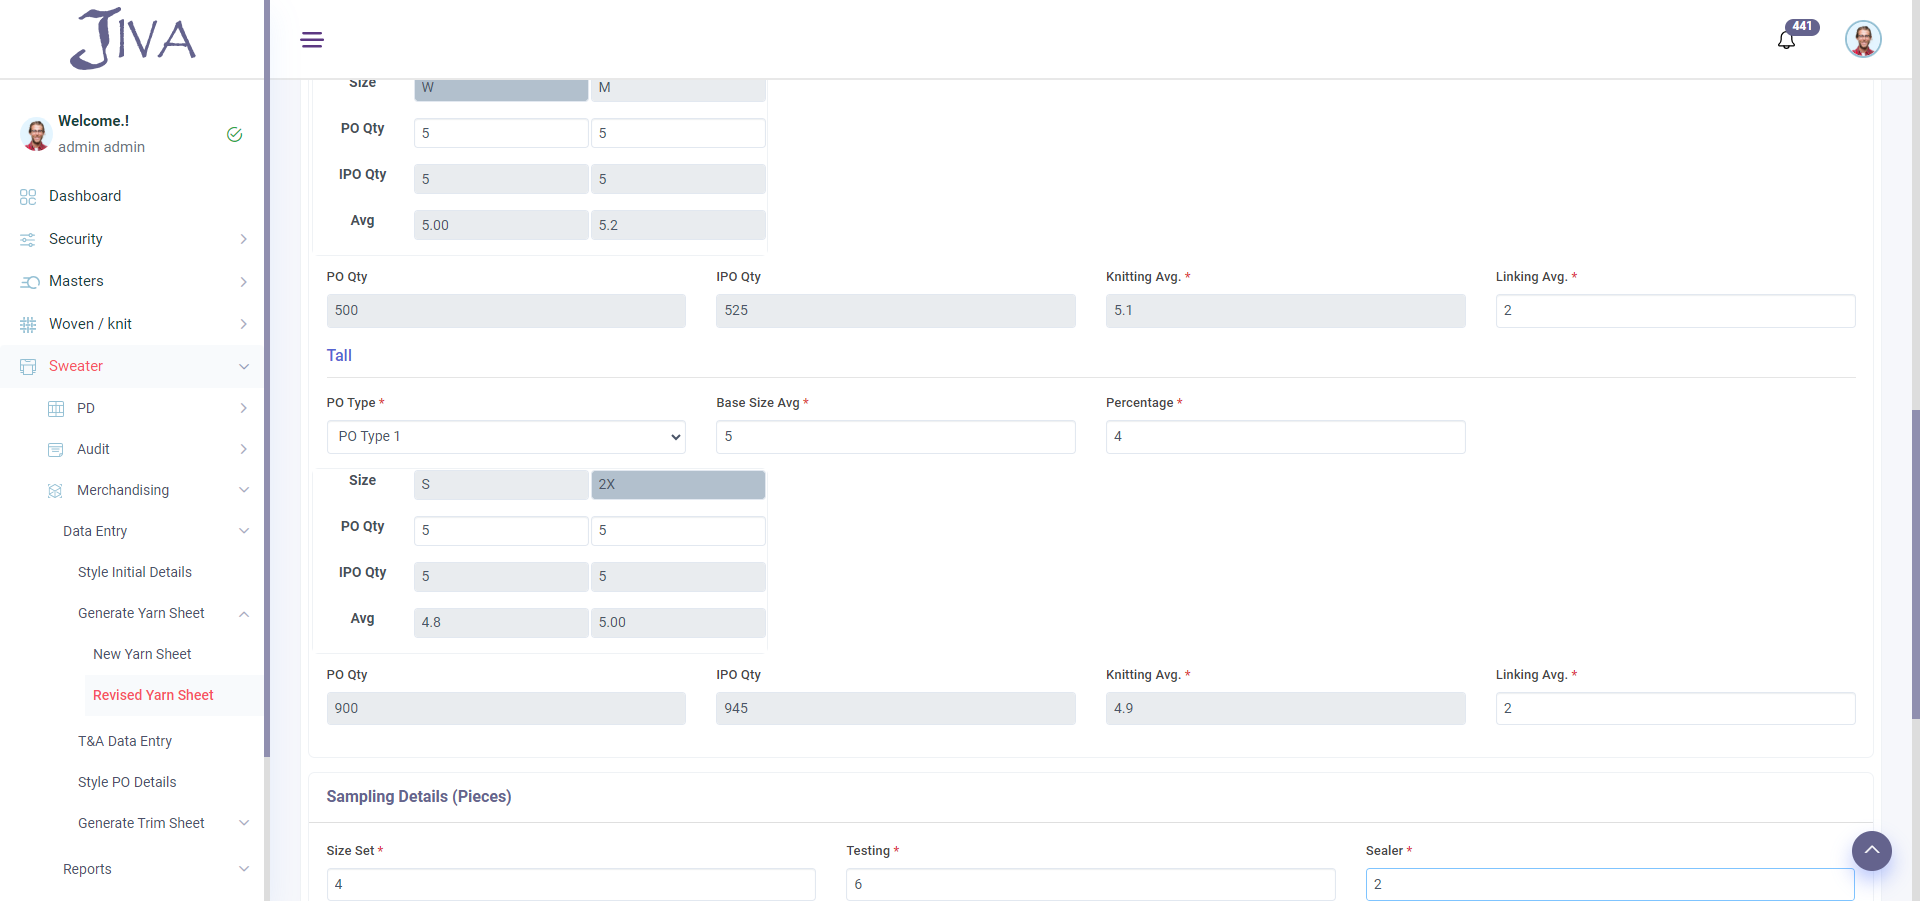 JIVA
441
Welcome.!
admin admin
Dashboard
Security
Masters
Woven / knit
Sweater
PD
Audit
Merchandising
Data Entry
Style Initial Details
Generate Yarn Sheet
New Yarn Sheet
Revised Yarn Sheet
T&A Data Entry
Style PO Details
Generate Trim Sheet
Reports
Size W M
PO Qty 5 5
IPO Qty 5 5
Avg 5.00 5.2
PO Qty IPO Qty Knitting Avg. * Linking Avg. *
500 525 5.1 2
Tall
PO Type * Base Size Avg * Percentage *
PO Type 1 5 4
Size S 2X
PO Qty 5 5
IPO Qty 5 5
Avg 4.8 5.00
PO Qty IPO Qty Knitting Avg. * Linking Avg. *
900 945 4.9 2
Sampling Details (Pieces)
Size Set * Testing * Sealer *
4 6 2